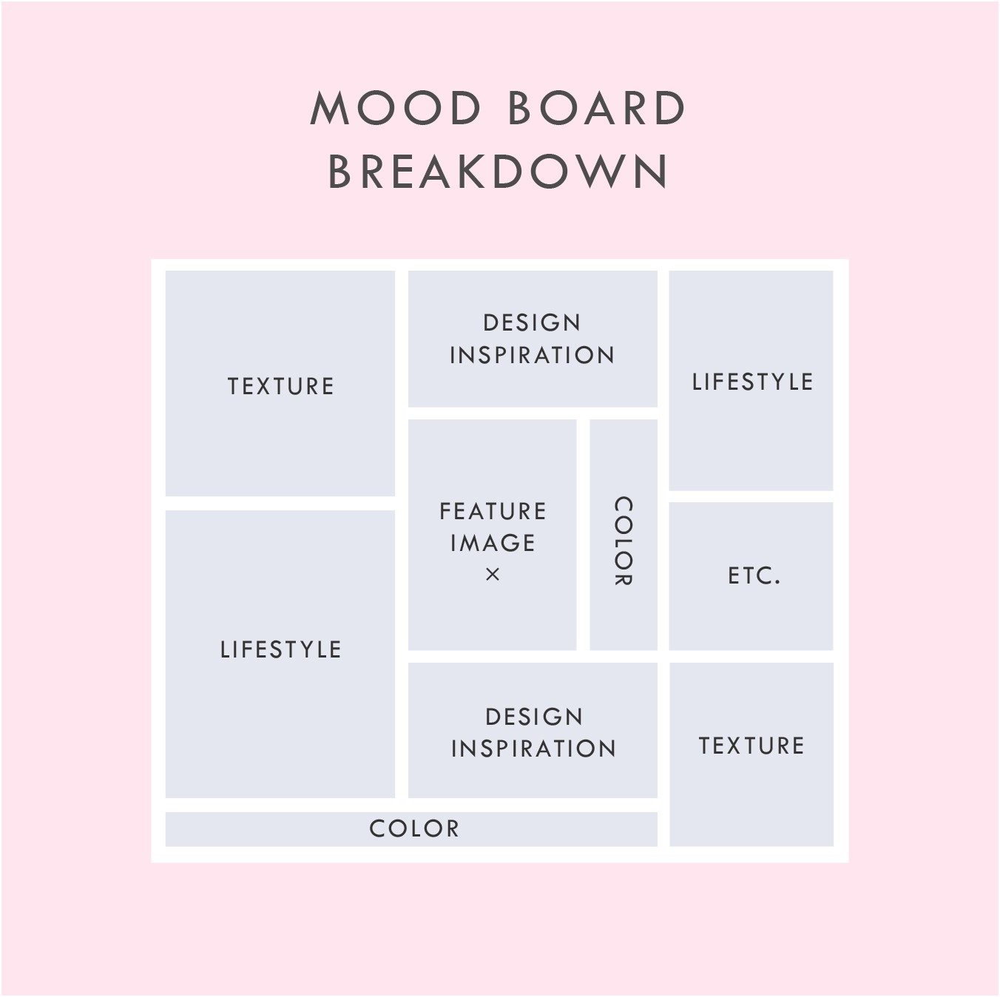 MOOD BOARD
BREAKDOWN
TEXTURE
DESIGN
INSPIRATION
LIFESTYLE
FEATURE
IMAGE
×
COLOR
ETC.
LIFESTYLE
DESIGN
INSPIRATION
TEXTURE
COLOR